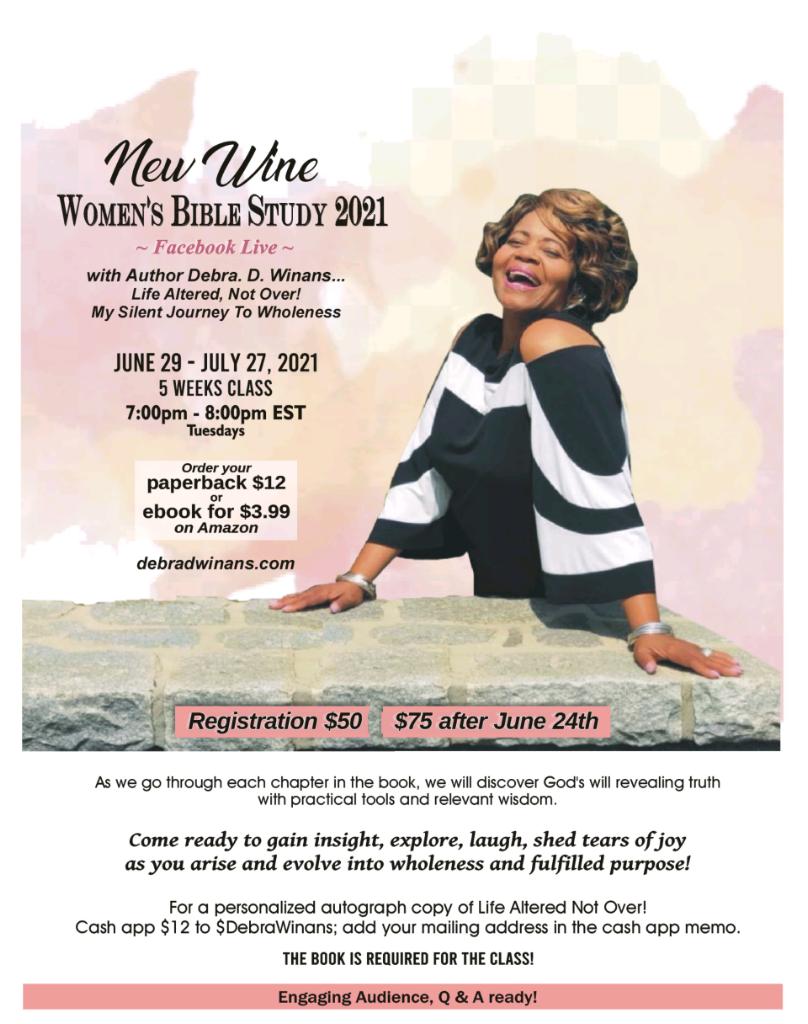 New Wine
WOMEN'S BIBLE STUDY 2021
~ Facebook Live ~
with Author Debra. D. Winans...
Life Altered, Not Over!
My Silent Journey To Wholeness
JUNE 29 - JULY 27, 2021
5 WEEKS CLASS
7:00pm - 8:00pm EST
Tuesdays
Order your
paperback $12
or
ebook for $3.99
on Amazon
debradwinans.com
Registration $50 $75 after June 24th
As we go through each chapter in the book, we will discover God's will revealing truth
with practical tools and relevant wisdom.
Come ready to gain insight, explore, laugh, shed tears of joy
as you arise and evolve into wholeness and fulfilled purpose!
For a personalized autograph copy of Life Altered Not Over!
Cash app $12 to $DebraWinans; add your mailing address in the cash app memo.
THE BOOK IS REQUIRED FOR THE CLASS!
Engaging Audience, Q & A ready!